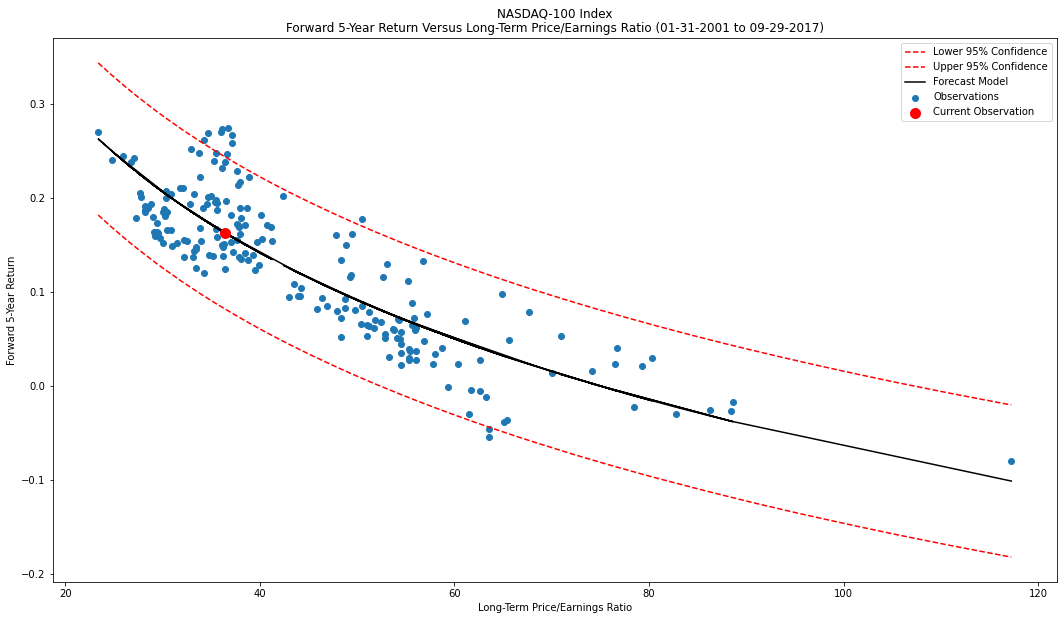 NASDAQ-100 Index
Forward 5-Year Return Versus Long-Term Price/Earnings Ratio (01-31-2001 to 09-29-2017)
Lower 95% Confidence
Upper 95% Confidence
Forecast Model
Observations
Current Observation
Forward 5-Year Return
0.3
0.2
0.1
0.0
−0.1
−0.2
20 40 60 80 100 120
Long-Term Price/Earnings Ratio